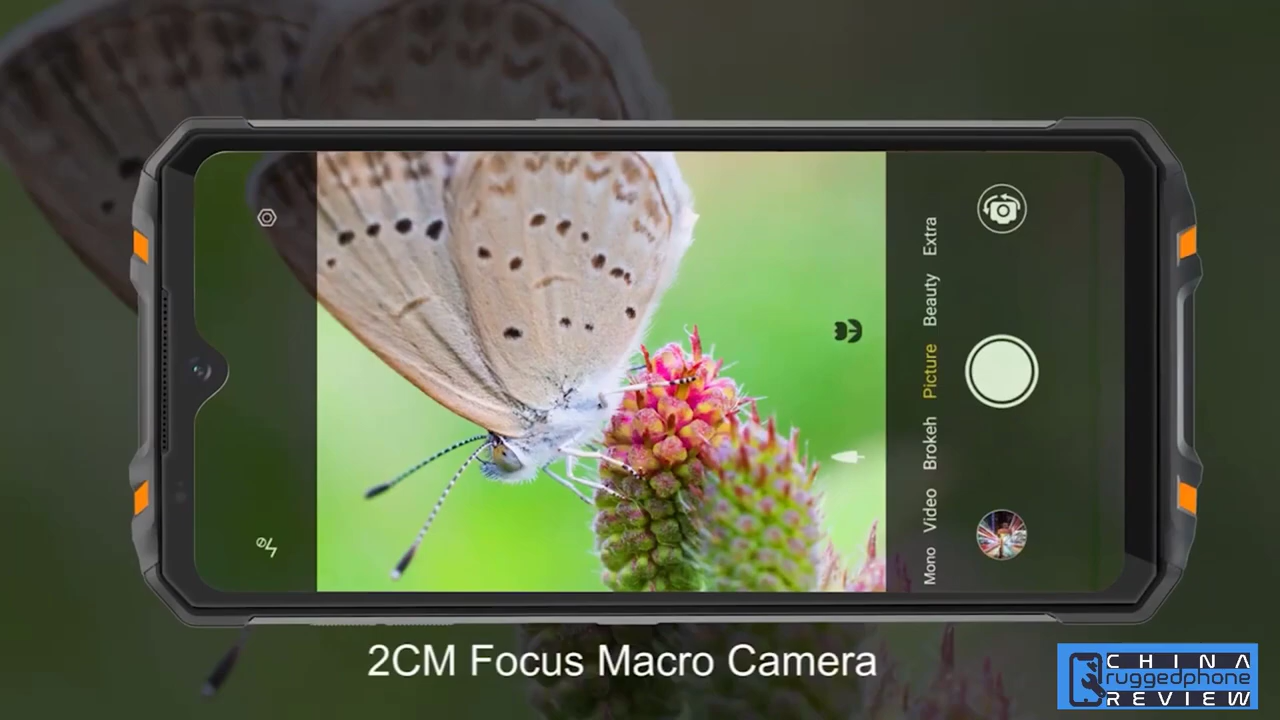 Extra
Beauty
Picture
Brokeh
Video
Mono
2CM Focus Macro Camera
CHINA
ruggedphone
REVIEW